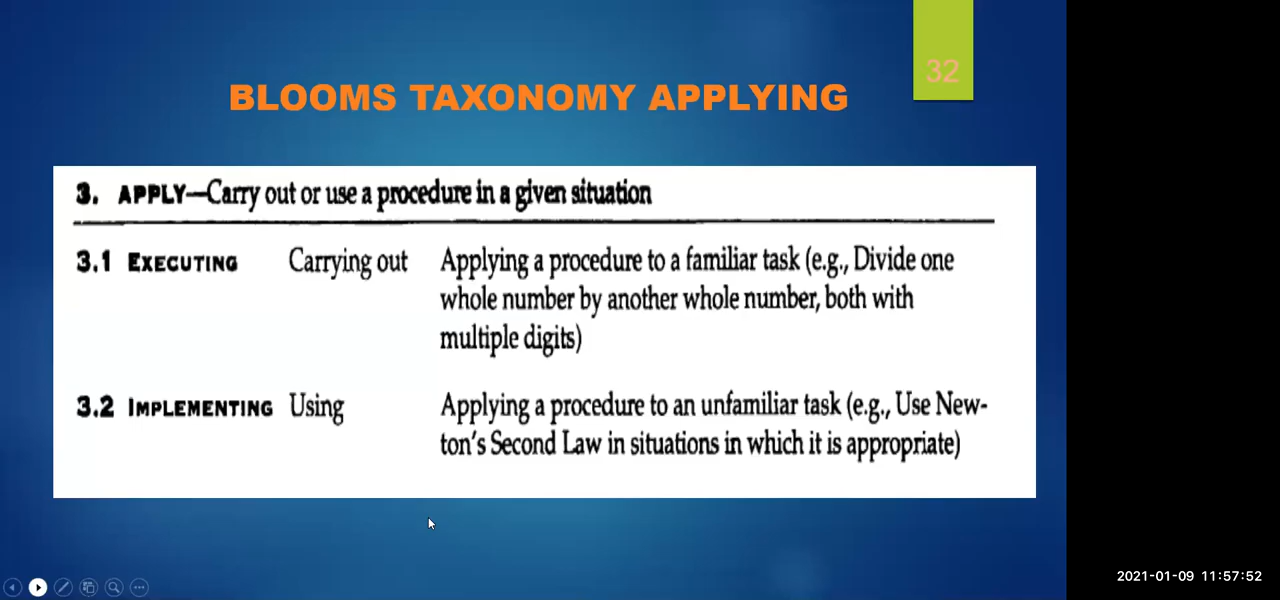 32
BLOOMS TAXONOMY APPLYING
3. APPLY—Carry out or use a procedure in a given situation
3.1 EXECUTING Carrying out Applying a procedure to a familiar task (e.g., Divide one
whole number by another whole number, both with
multiple digits)
3.2 IMPLEMENTING Using Applying a procedure to an unfamiliar task (e.g., Use New-
ton's Second Law in situations in which it is appropriate)
2021-01-09 11:57:52